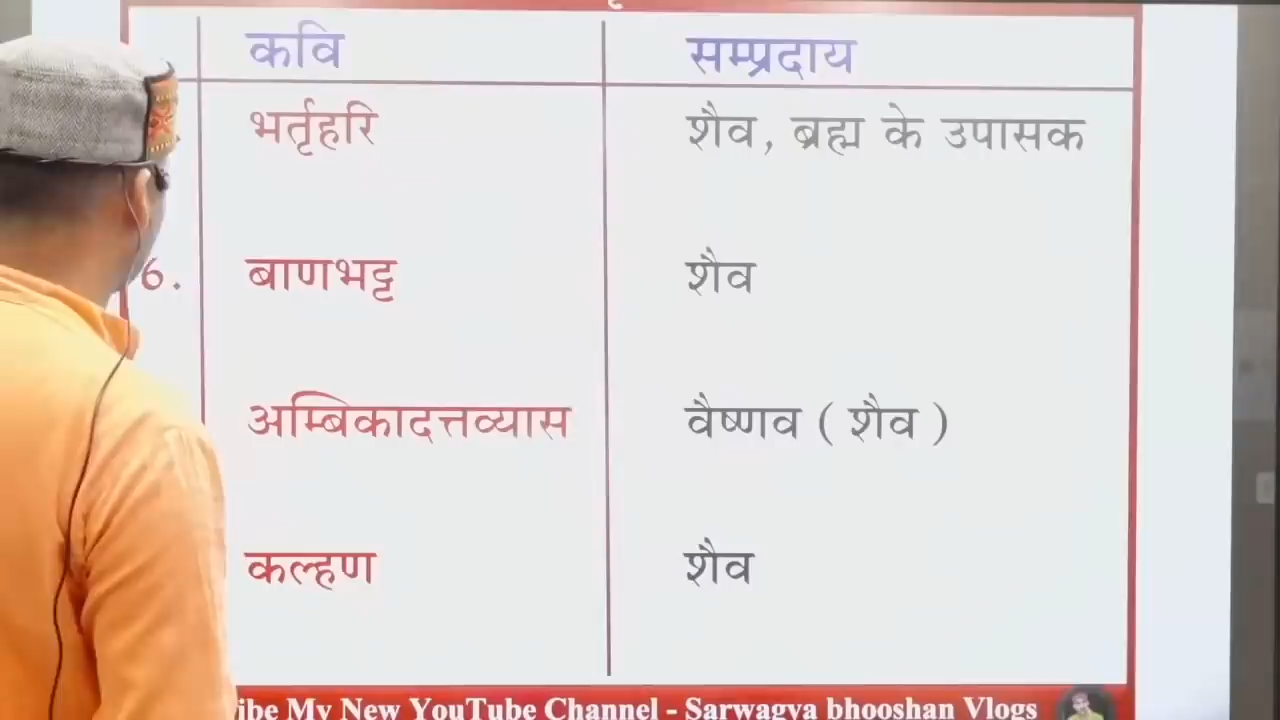 कवि सम्प्रदाय
भर्तृहरि शैव, ब्रह्म के उपासक
6. बाणभट्ट शैव
अम्बिकादत्तव्यास वैष्णव ( शैव )
कल्हण शैव
My New YouTube Channel - Sarwagya bhooshan Vlogs